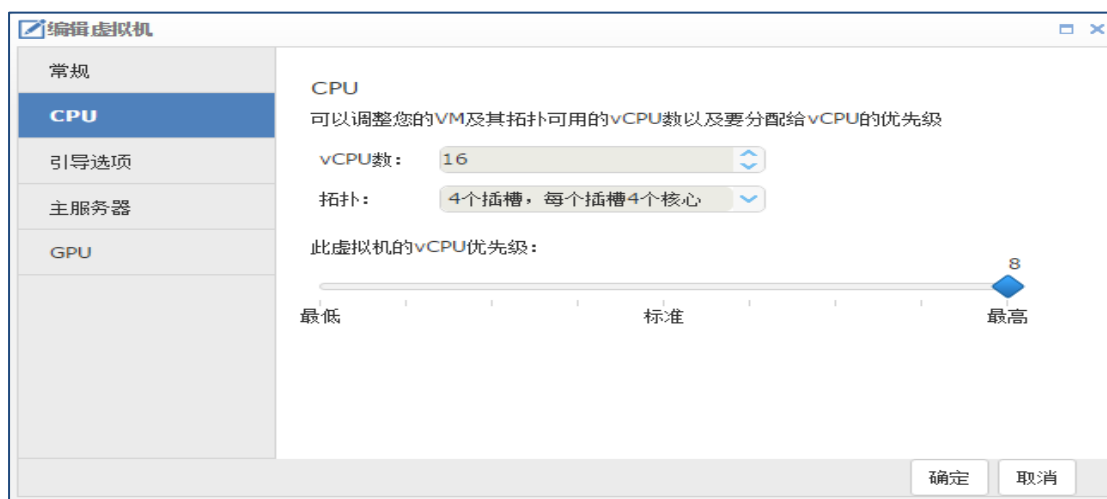 编辑虚拟机
常规
CPU
引导选项
主服务器
GPU
CPU
可以调整您的VM及其拓扑可用的vCPU数以及要分配给vCPU的优先级
vCPU数： 16
拓扑： 4个插槽，每个插槽4个核心
此虚拟机的vCPU优先级：
8
最低 标准 最高
确定 取消